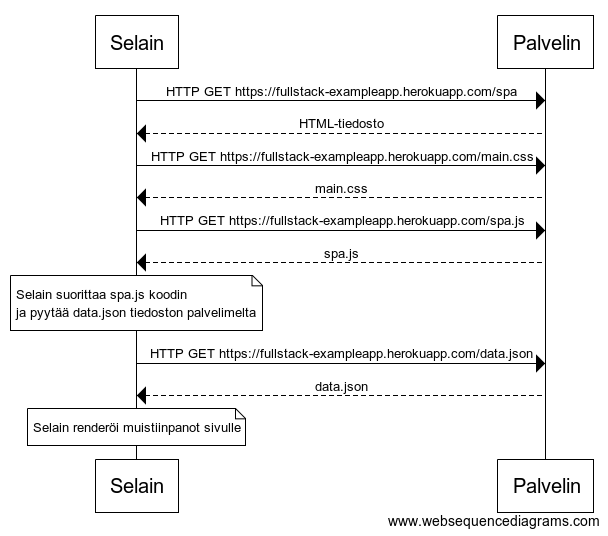 Selain
Palvelin
HTTP GET https://fullstack-exampleapp.herokuapp.com/spa
HTML-tiedosto
HTTP GET https://fullstack-exampleapp.herokuapp.com/main.css
main.css
HTTP GET https://fullstack-exampleapp.herokuapp.com/spa.js
spa.js
Selain suorittaa spa.js koodin
ja pyytää data.json tiedoston palvelimelta
HTTP GET https://fullstack-exampleapp.herokuapp.com/data.json
data.json
Selain renderöi muistiinpanot sivulle
Selain
Palvelin
www.websequencediagrams.com